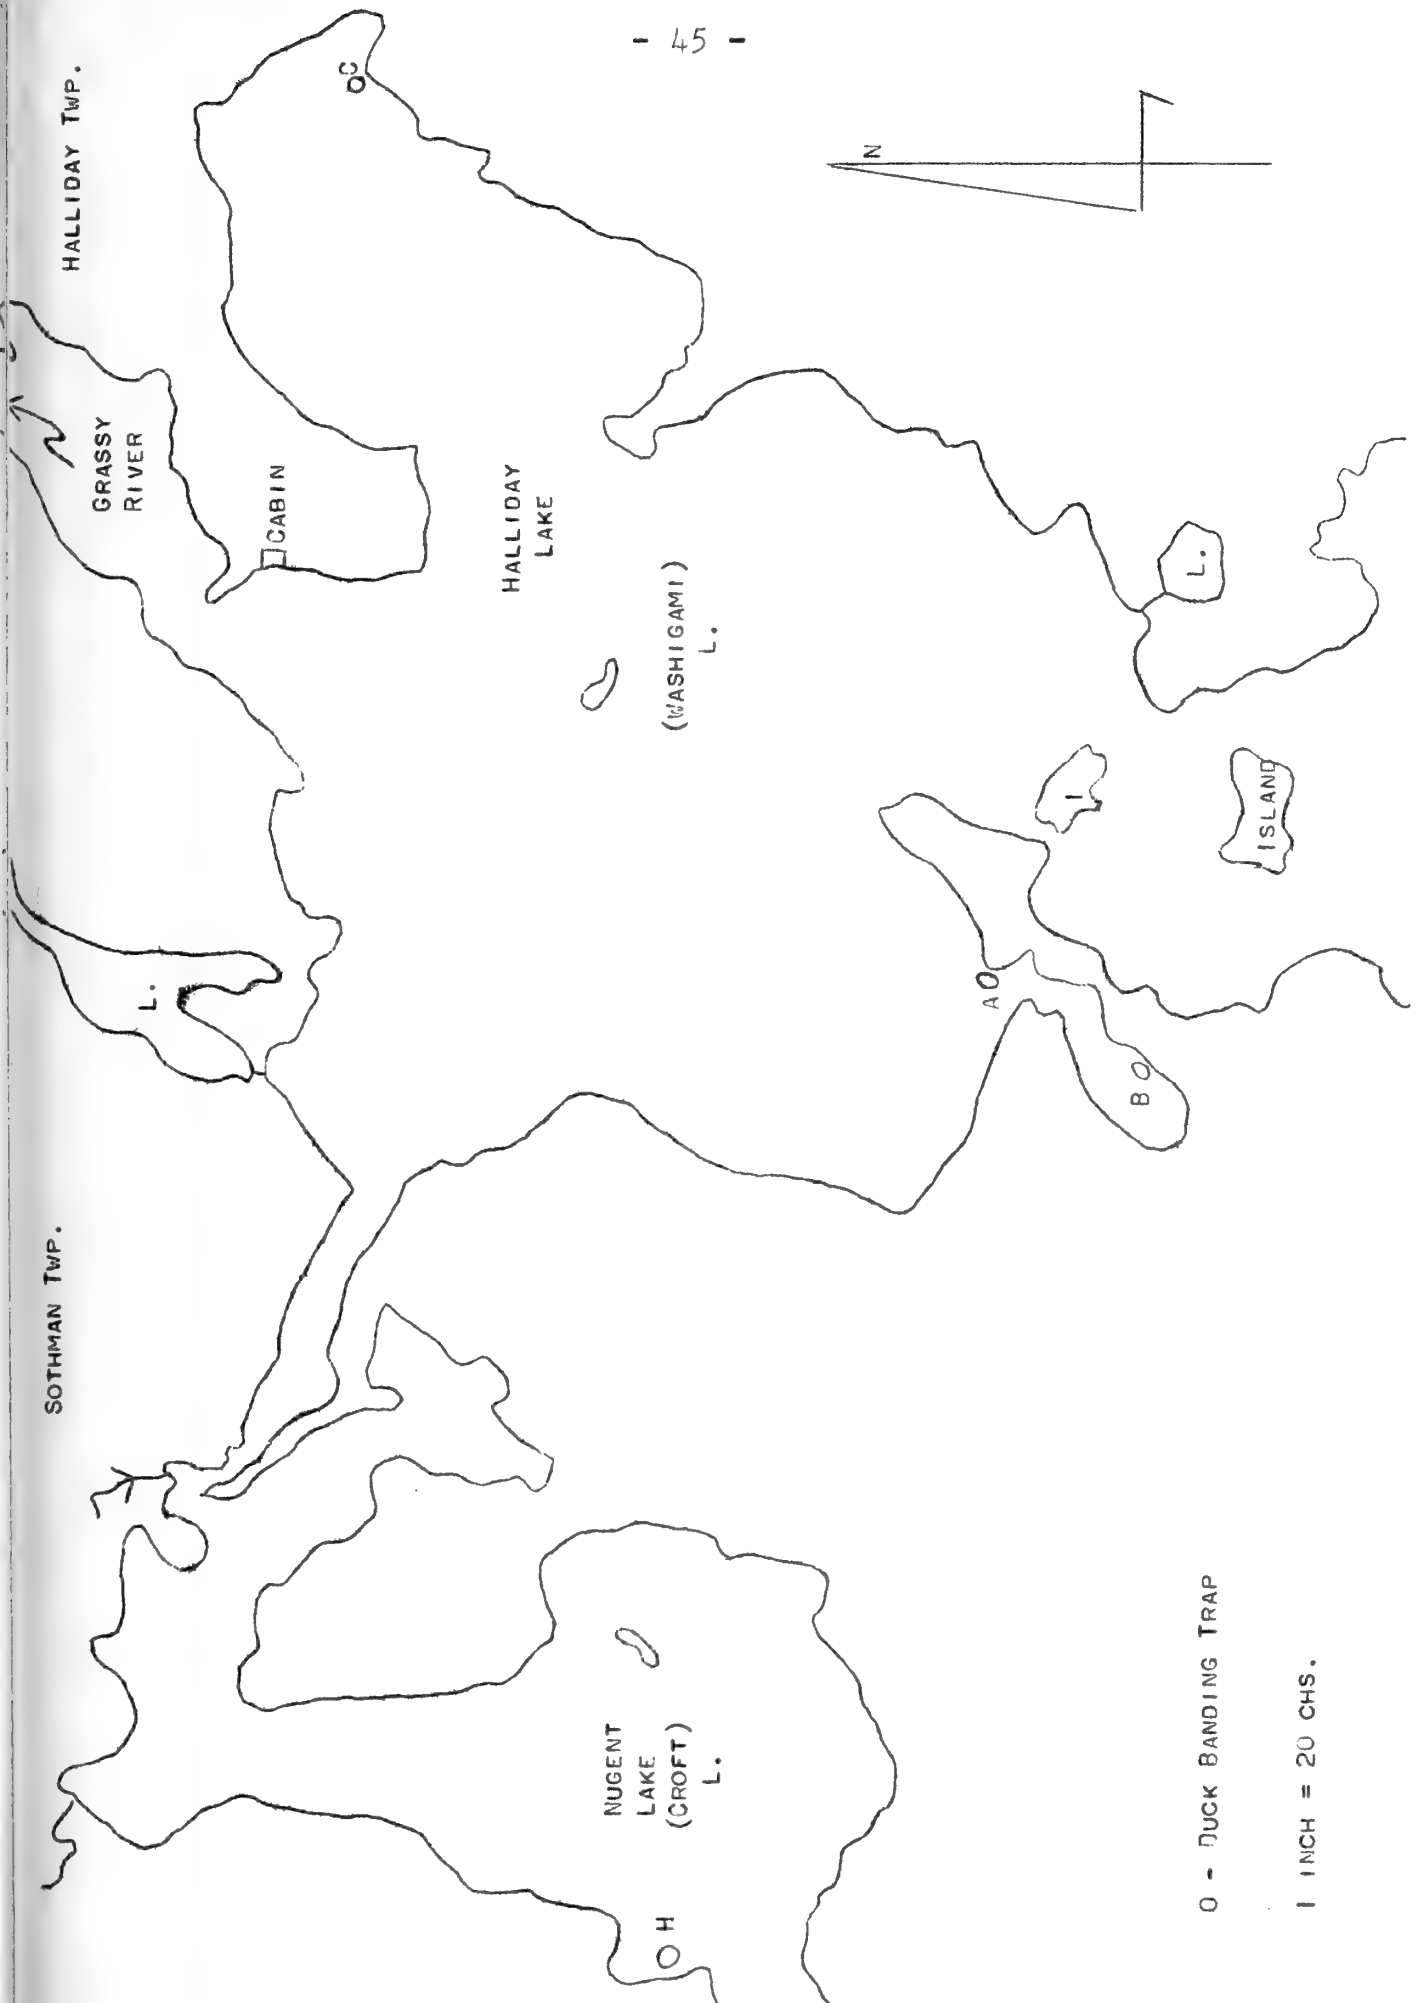 - 45 -
HALLIDAY TWP.
GRASSY
RIVER
CABIN
C
N
HALLIDAY
LAKE
(WASHIGAMI)
L.
L.
I
ISLAND
L.
A
B
SOTHMAN TWP.
NUGENT
LAKE
(CROFT)
L.
H
O - DUCK BANDING TRAP
I INCH = 20 CHS.